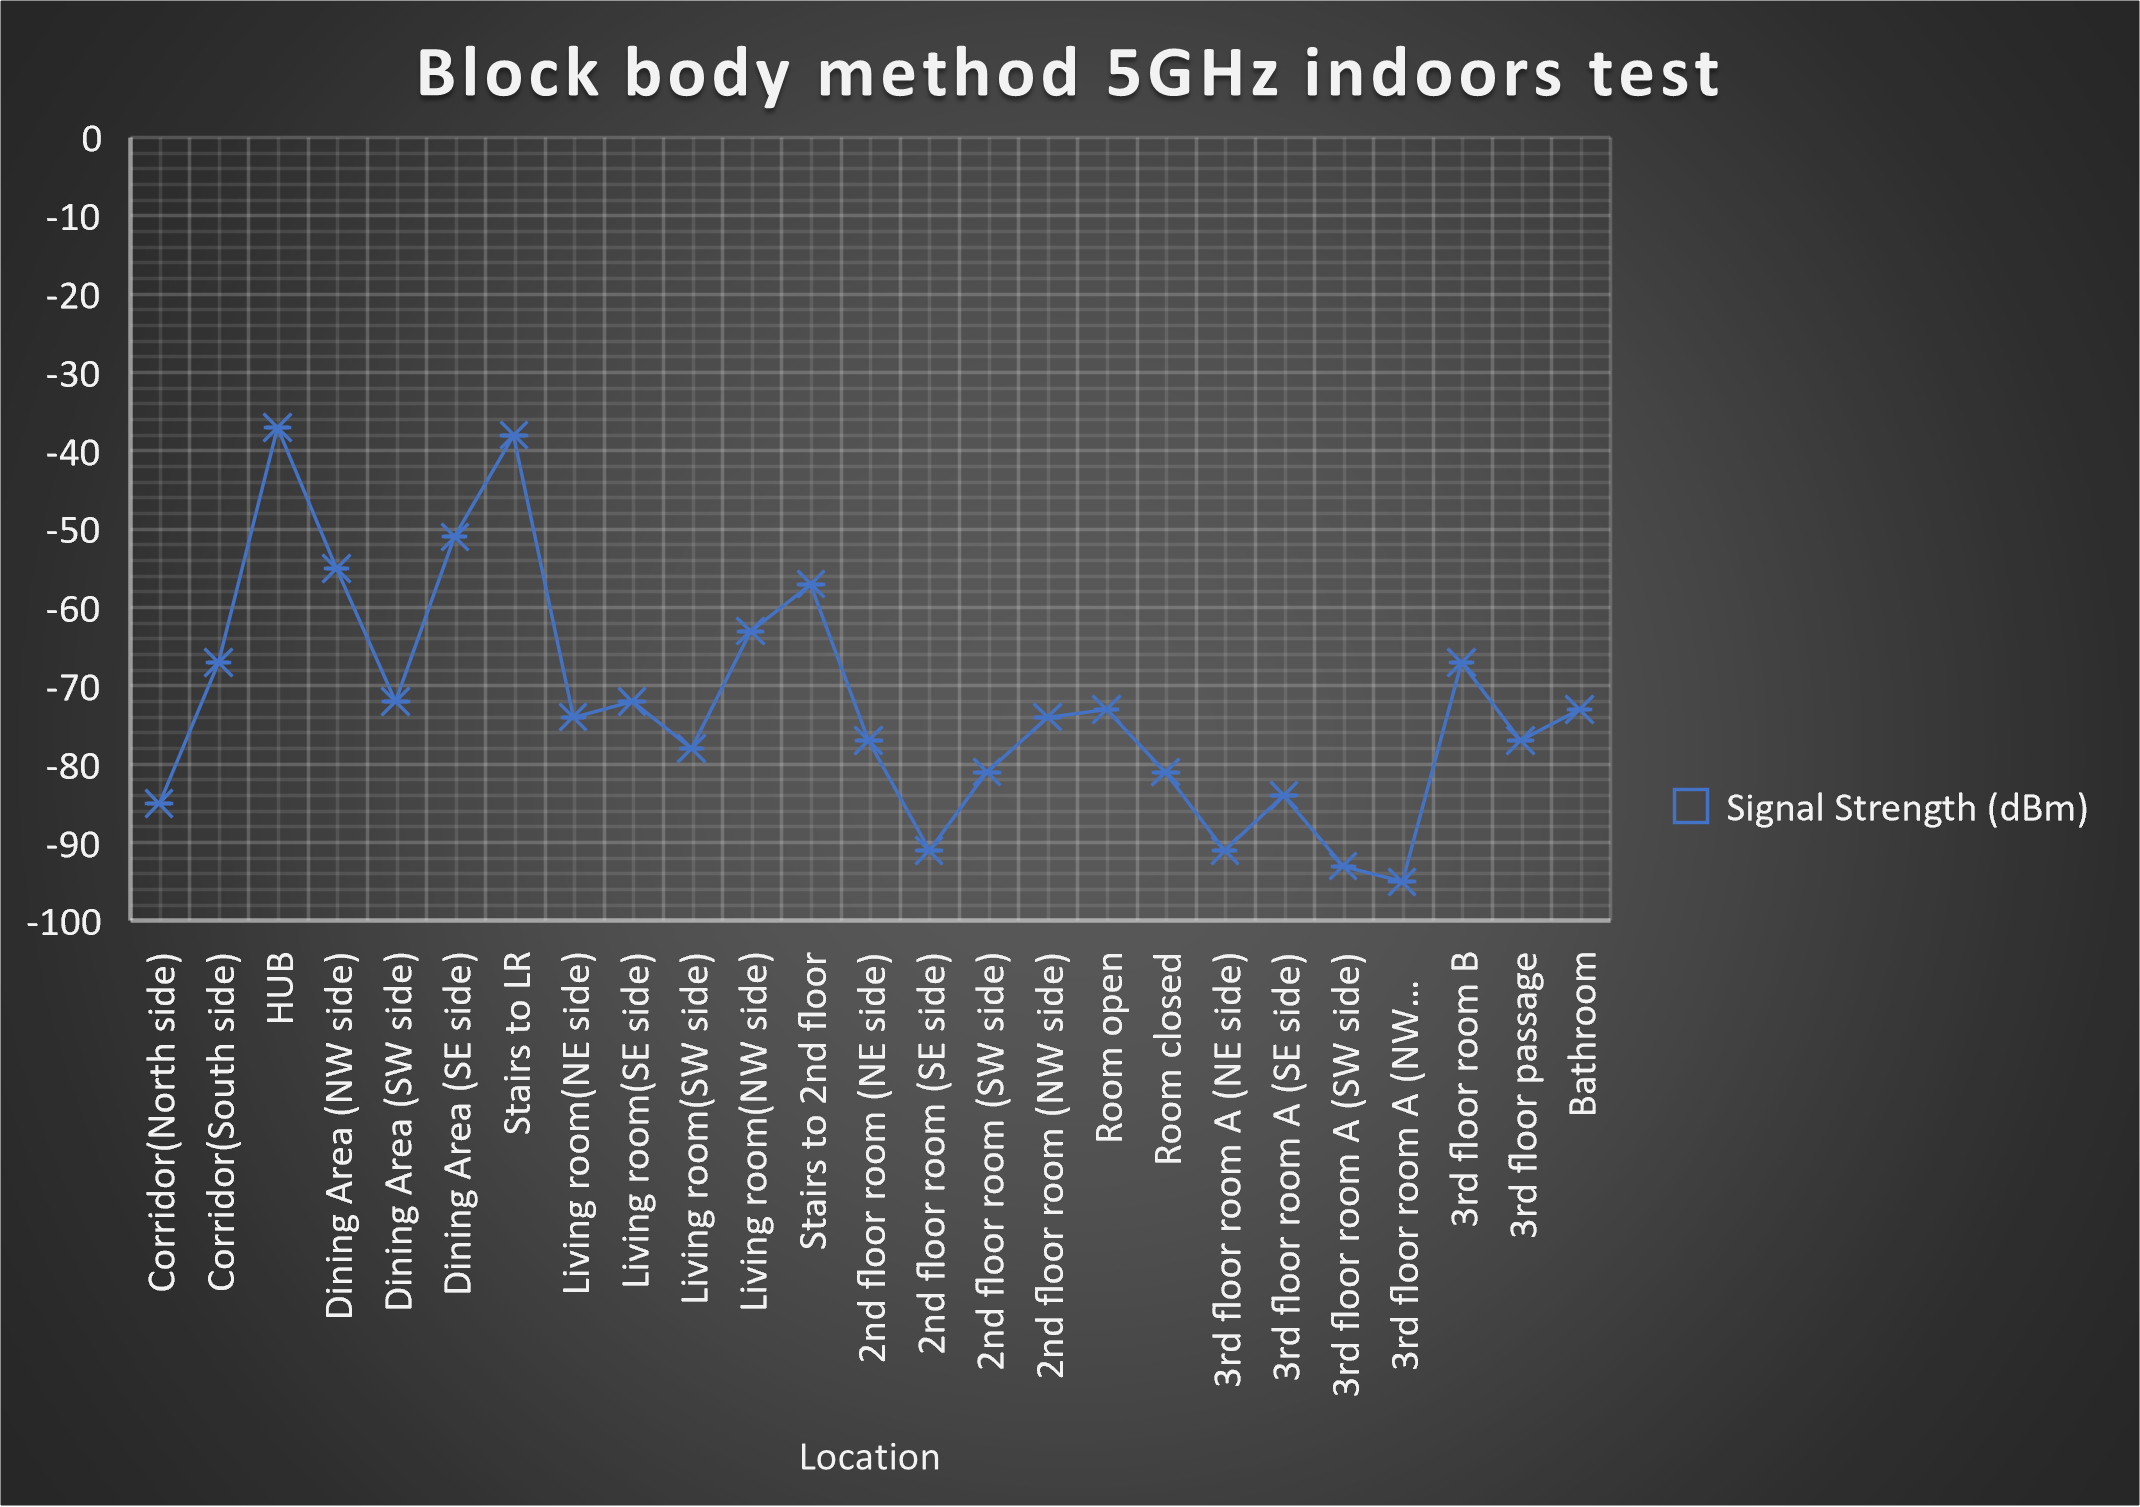 Block body method 5GHz indoors test
0
-10
-20
-30
-40
-50
-60
-70
-80
-90
-100
Corridor(North side)
Corridor(South side)
HUB
Dining Area (NW side)
Dining Area (SW side)
Dining Area (SE side)
Stairs to LR
Living room(NE side)
Living room(SE side)
Living room(SW side)
Living room(NW side)
Stairs to 2nd floor
2nd floor room (NE side)
2nd floor room (SE side)
2nd floor room (SW side)
2nd floor room (NW side)
Room open
Room closed
3rd floor room A (NE side)
3rd floor room A (SE side)
3rd floor room A (SW side)
3rd floor room A (NW...
3rd floor room B
3rd floor passage
Bathroom
Location
Signal Strength (dBm)